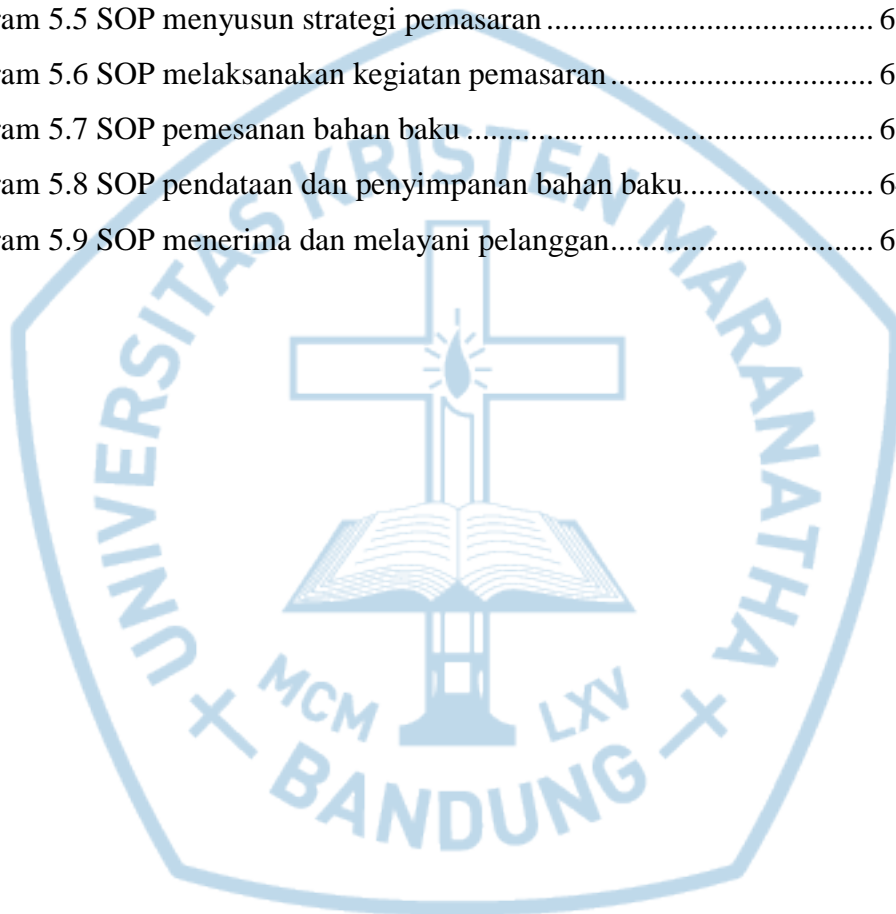 ram 5.5 SOP menyusun strategi pemasaran ........................................... 6
ram 5.6 SOP melaksanakan kegiatan pemasaran ................................. 6
ram 5.7 SOP pemesanan bahan baku ..................................................... 6
ram 5.8 SOP pendataan dan penyimpanan bahan baku......................... 6
ram 5.9 SOP menerima dan melayani pelanggan.................................. 6
UNIVERSITAS KRISTEN MARANATHA
MCM LXV
BANDUNG